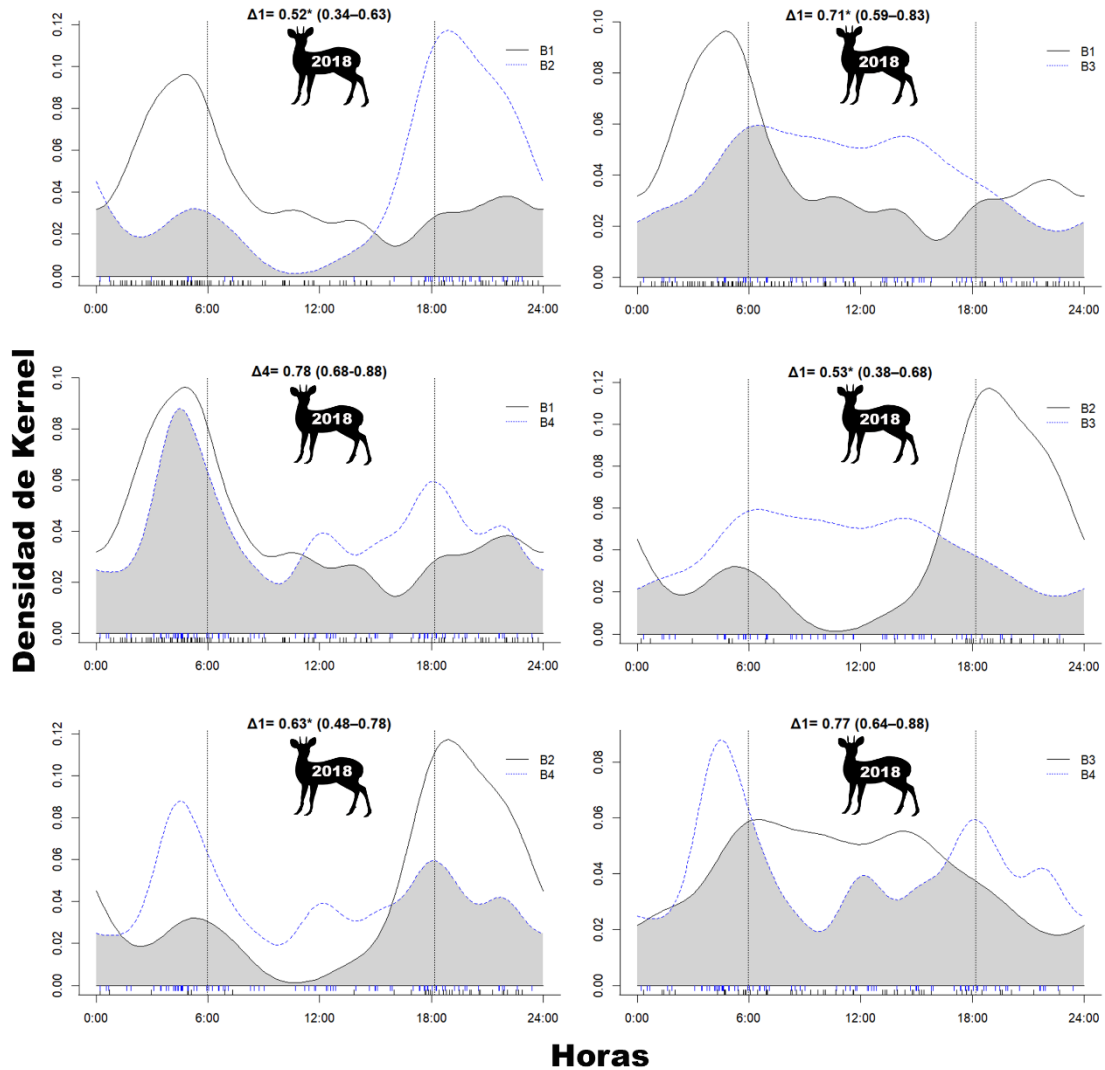 Δ1= 0.52* (0.34–0.63)
2018
B1
B2
0.00 0.02 0.04 0.06 0.08 0.10 0.12
0:00 6:00 12:00 18:00 24:00
Δ1= 0.71* (0.59–0.83)
2018
B1
B3
0.00 0.02 0.04 0.06 0.08 0.10
0:00 6:00 12:00 18:00 24:00
Densidad de Kernel
Δ4= 0.78 (0.68-0.88)
2018
B1
B4
0.00 0.02 0.04 0.06 0.08 0.10
0:00 6:00 12:00 18:00 24:00
Δ1= 0.53* (0.38–0.68)
2018
B2
B3
0.00 0.02 0.04 0.06 0.08 0.10 0.12
0:00 6:00 12:00 18:00 24:00
Δ1= 0.63* (0.48–0.78)
2018
B2
B4
0.00 0.02 0.04 0.06 0.08 0.10 0.12
0:00 6:00 12:00 18:00 24:00
Δ1= 0.77 (0.64–0.88)
2018
B3
B4
0.00 0.02 0.04 0.06 0.08
0:00 6:00 12:00 18:00 24:00
Horas